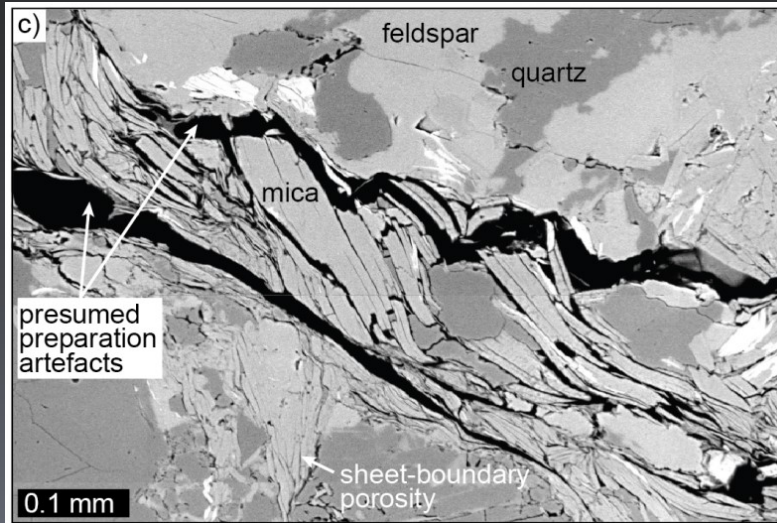 c)
feldspar
quartz
mica
presumed
preparation
artefacts
sheet-boundary
porosity
0.1 mm